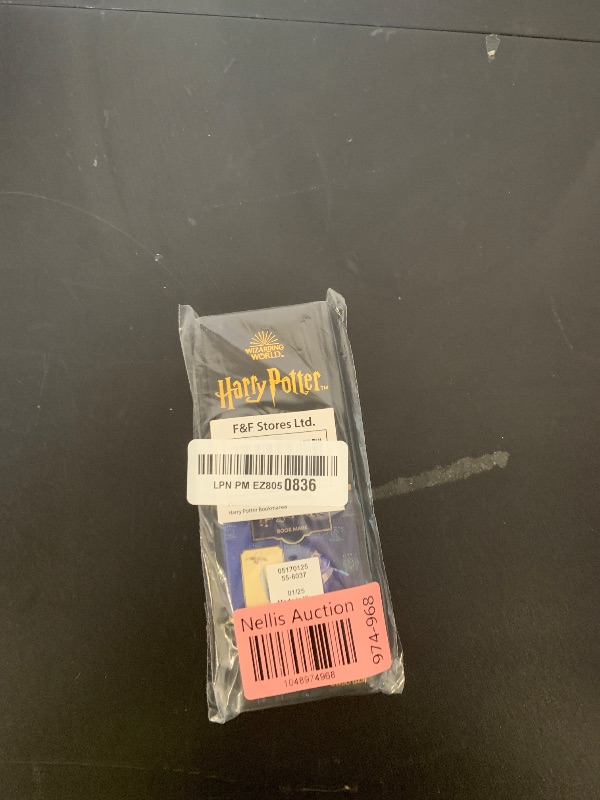 WIZARDING
WORLD
Harry Potter™
F&F Stores Ltd.
LPN PM EZ805 0836
Harry Potter Bookmarks
BOOK MARK
05170125
55-6037
01/25
Nellis Auction
974-968
1048974968